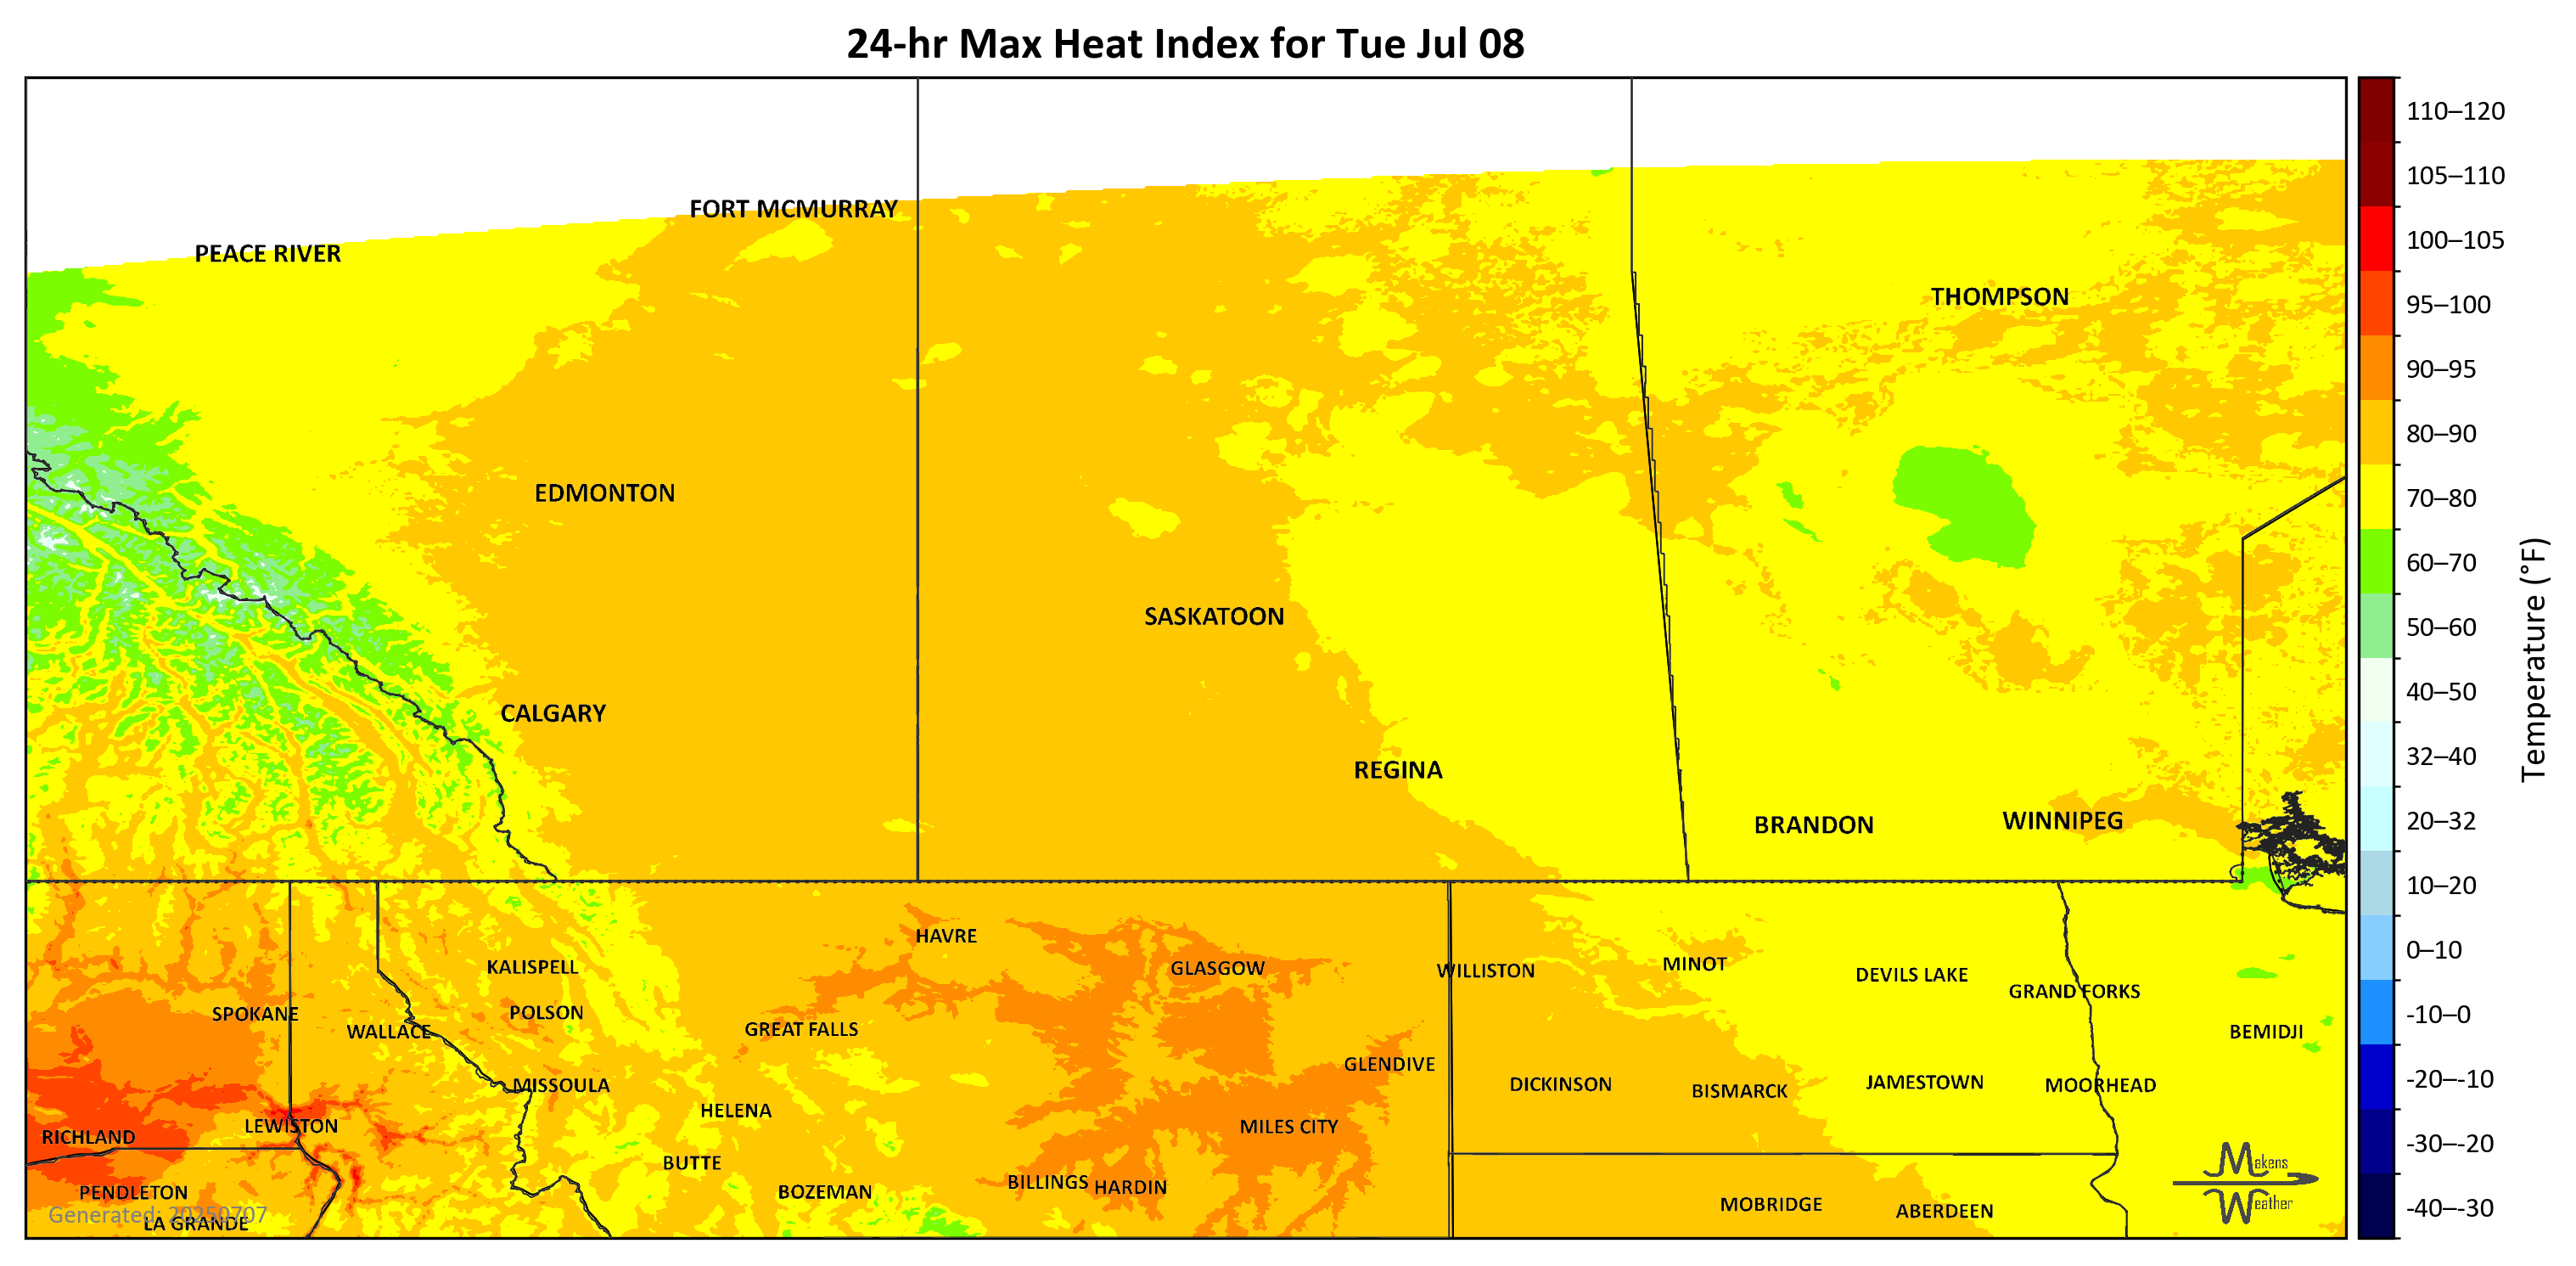 24-hr Max Heat Index for Tue Jul 08
FORT MCMURRAY
PEACE RIVER
THOMPSON
EDMONTON
SASKATOON
CALGARY
REGINA
BRANDON
WINNIPEG
HAVRE
KALISPELL
GLASGOW
WILLISTON
MINOT
DEVILS LAKE
GRAND FORKS
SPOKANE
POLSON
WALLACE
GREAT FALLS
BEMIDJI
GLENDIVE
MISSOULA
DICKINSON
BISMARCK
JAMESTOWN
MOORHEAD
HELENA
LEWISTON
MILES CITY
RICHLAND
BUTTE
BILLINGS
HARDIN
PENDLETON
BOZEMAN
MOBRIDGE
ABERDEEN
Generated: 20250707
LA GRANDE
Makens
Weather
110–120
105–110
100–105
95–100
90–95
80–90
70–80
60–70
50–60
40–50
32–40
20–32
10–20
0–10
-10–0
-20–-10
-30–-20
-40–-30
Temperature (°F)